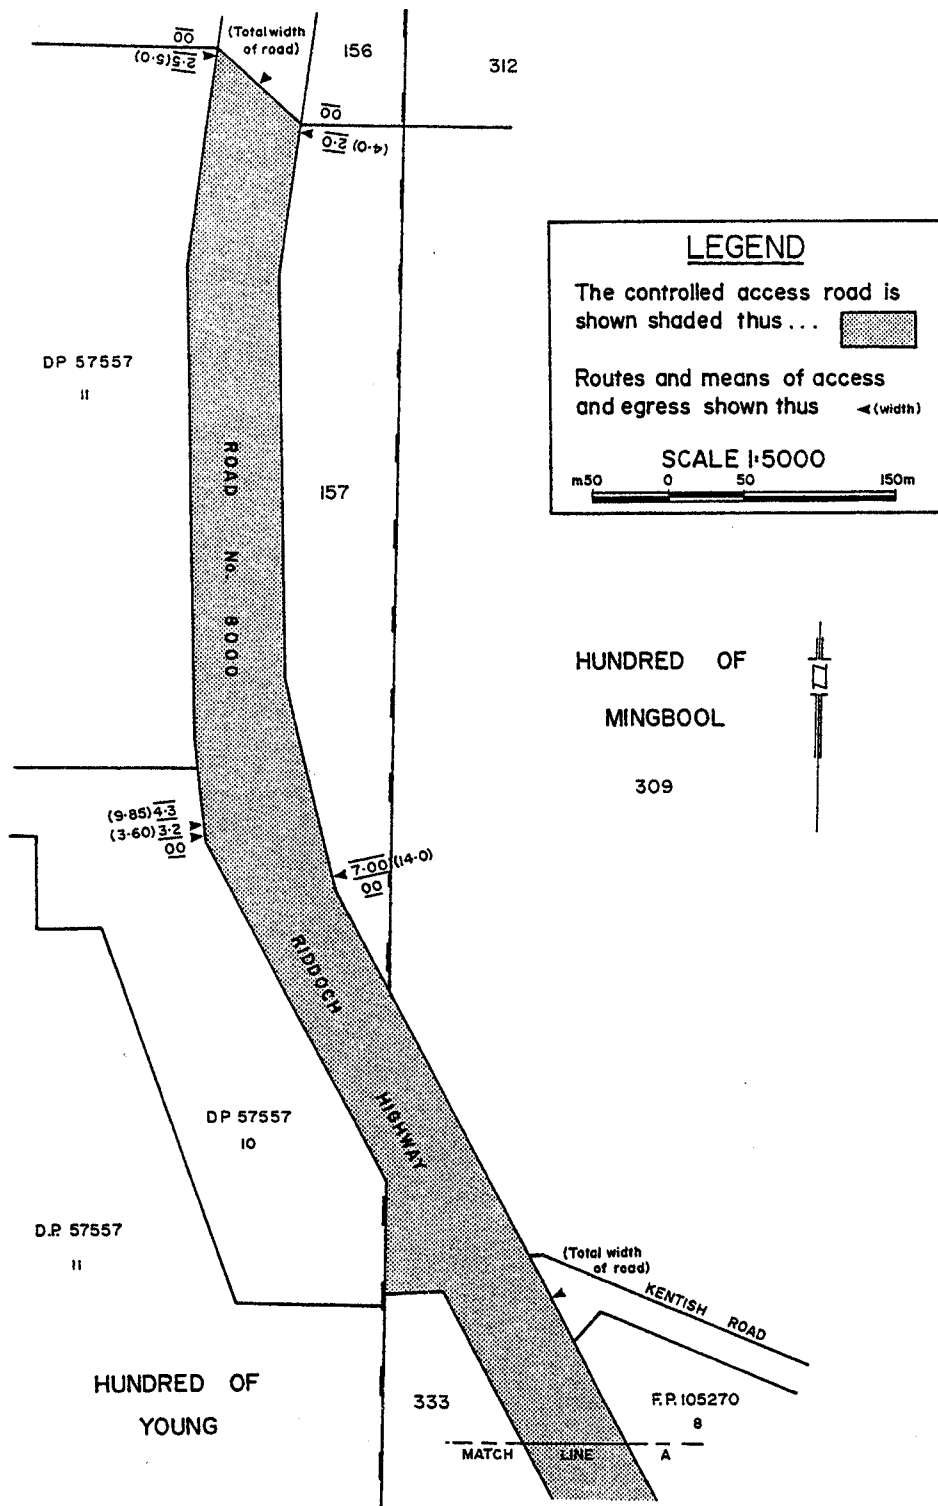 (Total width
of road)
00
2·5(5·0)
156
312
00
2·0 (4·0)
LEGEND
The controlled access road is
shown shaded thus...
Routes and means of access
and egress shown thus (width)
SCALE 1:5000
m50 0 50 150m
DP 57557
11
ROAD No. 8000
157
HUNDRED OF
MINGBOOL
309
N
(9·85)4·3
(3·60)3·2
00
7·00(14·0)
00
RIDDOCH
HIGHWAY
DP 57557
10
D.P. 57557
11
(Total width
of road)
KENTISH ROAD
HUNDRED OF
YOUNG
333
F.P. 105270
8
MATCH LINE A